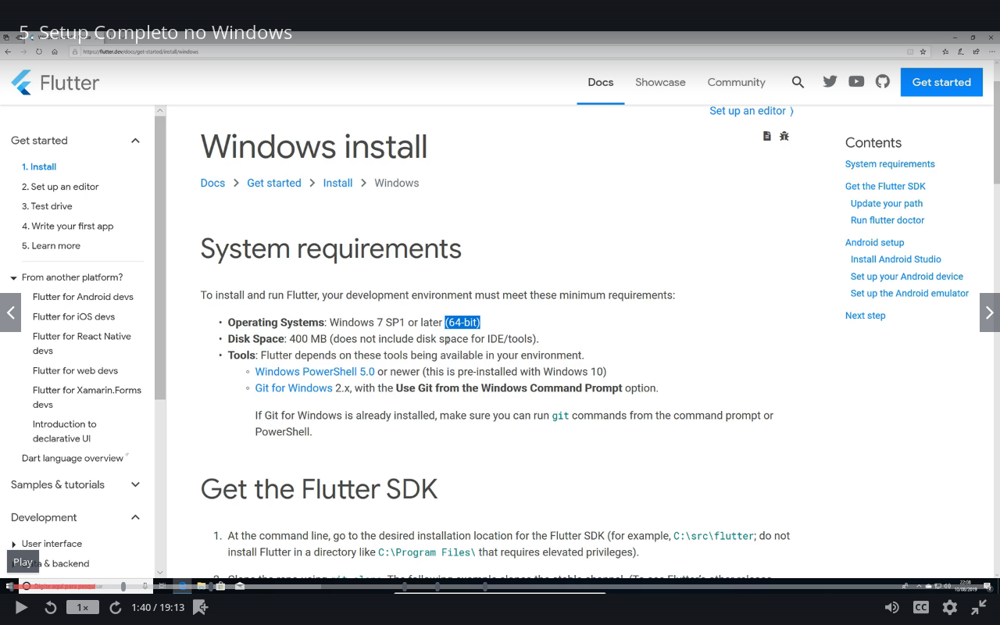 5. Setup Completo no Windows
https://flutter.dev/docs/get-started/install/windows
Flutter
Docs
Showcase
Community
Get started
Set up an editor
Get started
1. Install
2. Set up an editor
3. Test drive
4. Write your first app
5. Learn more
From another platform?
Flutter for Android devs
Flutter for iOS devs
Flutter for React Native
devs
Flutter for web devs
Flutter for Xamarin.Forms
devs
Introduction to
declarative UI
Dart language overview
Samples & tutorials
Development
User interface
& backend
Play
Windows install
Docs > Get started > Install > Windows
System requirements
To install and run Flutter, your development environment must meet these minimum requirements:
• Operating Systems: Windows 7 SP1 or later (64-bit)
• Disk Space: 400 MB (does not include disk space for IDE/tools).
• Tools: Flutter depends on these tools being available in your environment.
◦ Windows PowerShell 5.0 or newer (this is pre-installed with Windows 10)
◦ Git for Windows 2.x, with the Use Git from the Windows Command Prompt option.
If Git for Windows is already installed, make sure you can run git commands from the command prompt or
PowerShell.
Get the Flutter SDK
1. At the command line, go to the desired installation location for the Flutter SDK (for example, C:\src\flutter; do not
install Flutter in a directory like C:\Program Files\ that requires elevated privileges).
Contents
System requirements
Get the Flutter SDK
Update your path
Run flutter doctor
Android setup
Install Android Studio
Set up your Android device
Set up the Android emulator
Next step
Digite aqui para pesquisar
22:08
10/08/2019
1×
1:40 / 19:13
CC